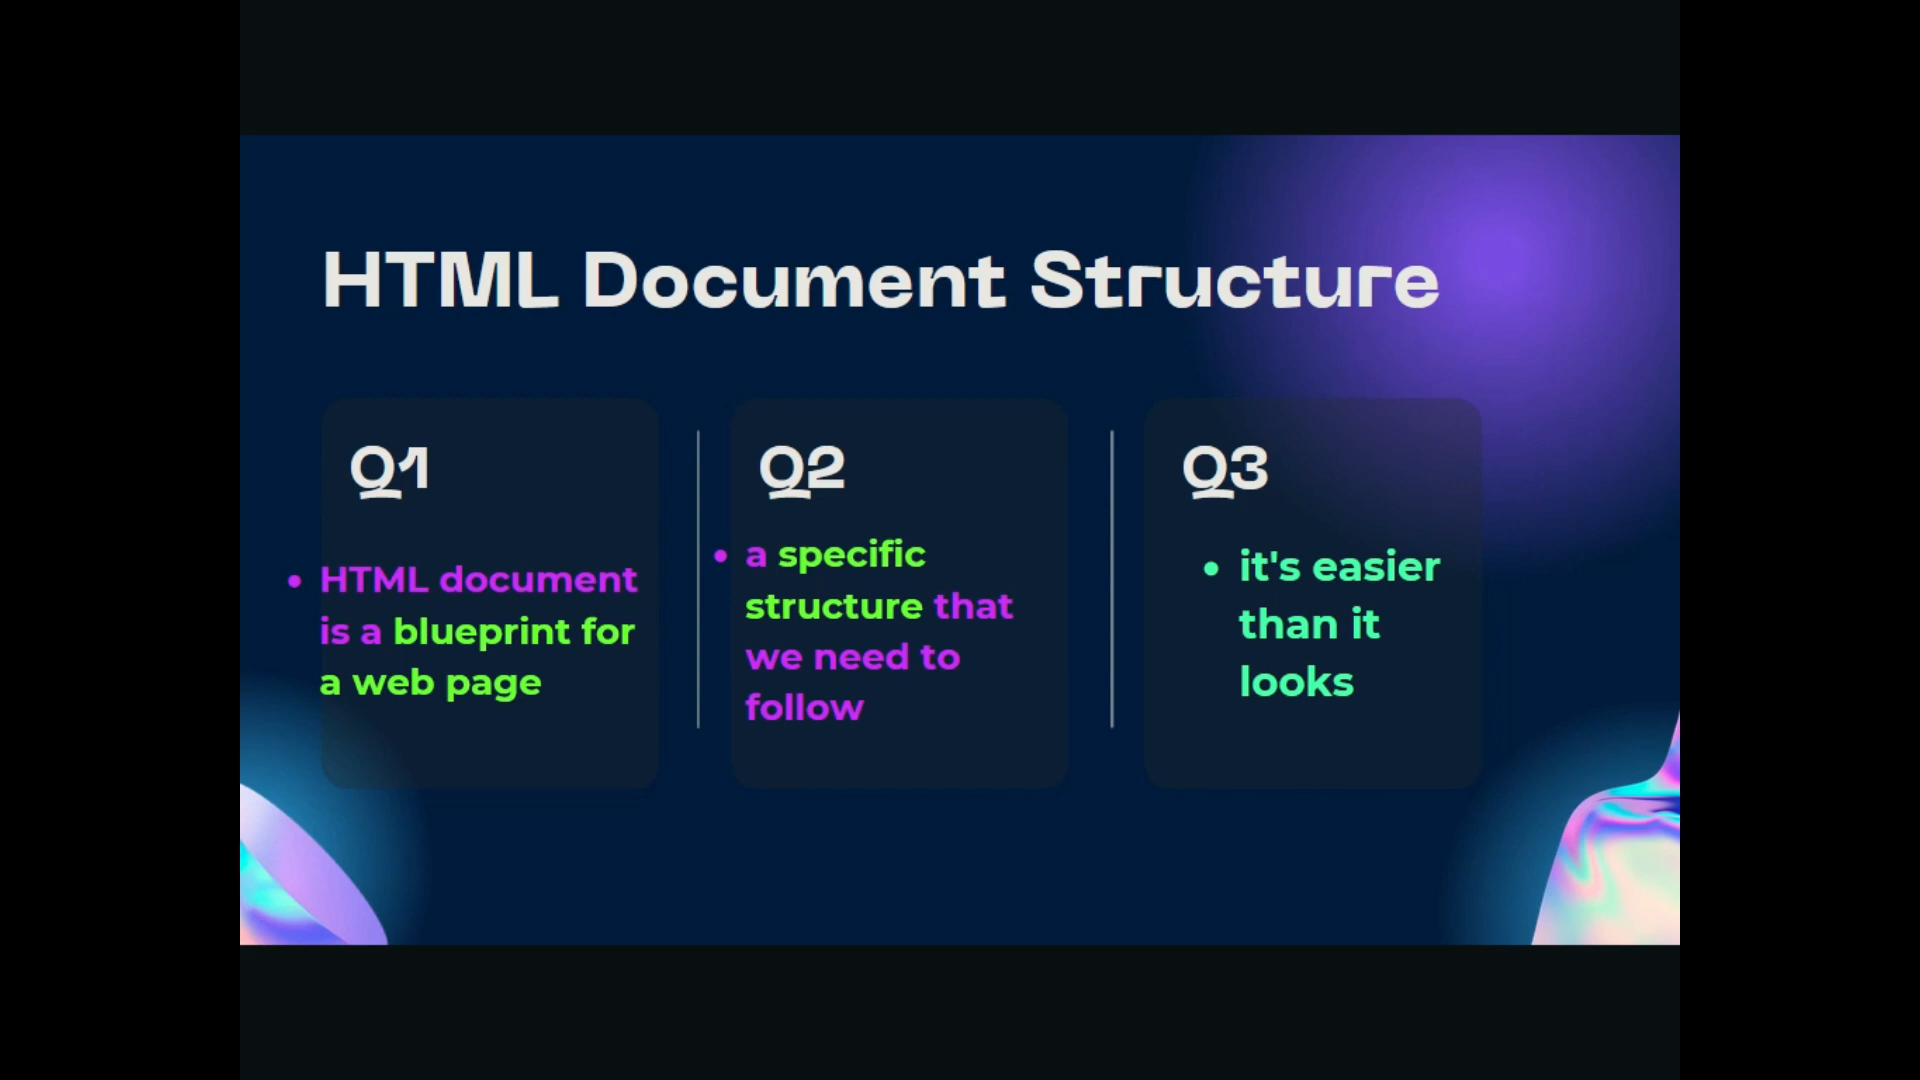 HTML Document Structure
Q1
• HTML document
is a blueprint for
a web page
Q2
• a specific
structure that
we need to
follow
Q3
• it's easier
than it
looks